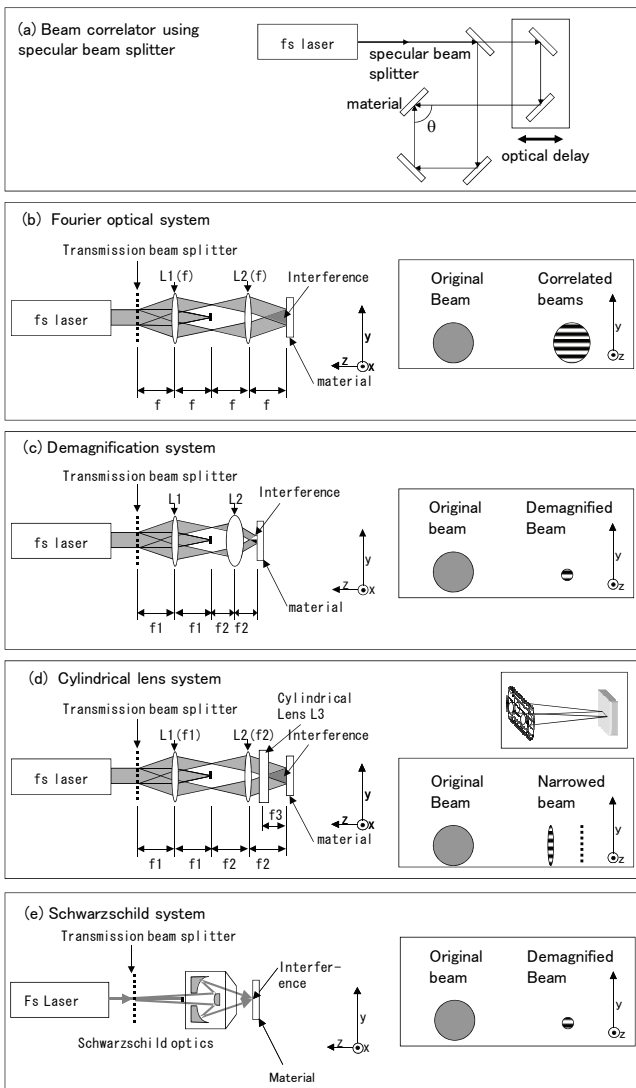 (a) Beam correlator using
specular beam splitter
fs laser
specular beam
splitter
material
θ
optical delay
(b) Fourier optical system
Transmission beam splitter
L1(f)
L2(f)
Interference
fs laser
y
z
x
material
f
f
f
f
Original
Beam
Correlated
beams
y
z
(c) Demagnification system
Transmission beam splitter
L1
L2
Interference
fs laser
y
z
x
material
f1
f1
f2
f2
Original
beam
Demagnified
Beam
y
z
(d) Cylindrical lens system
Cylindrical
Lens L3
Transmission beam splitter
L1(f1)
L2(f2)
Interference
fs laser
y
z
x
f3
material
f1
f1
f2
f2
Original
Beam
Narrowed
beam
y
z
(e) Schwarzschild system
Transmission beam splitter
Interfer-
ence
Fs Laser
y
x
Schwarzschild optics
Material
Original
beam
Demagnified
Beam
y
z